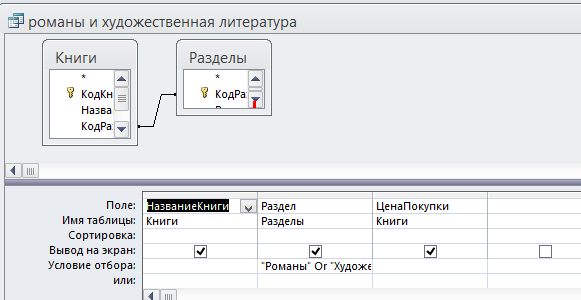 романы и художественная литература
Книги
*
КодКн
Назва
КодРа:
Разделы
*
КодРа:
Поле: НазваниеКниги Раздел ЦенаПокупки
Имя таблицы: Книги Разделы Книги
Сортировка:
Вывод на экран:
Условие отбора: "Романы" Or "Художе
или: